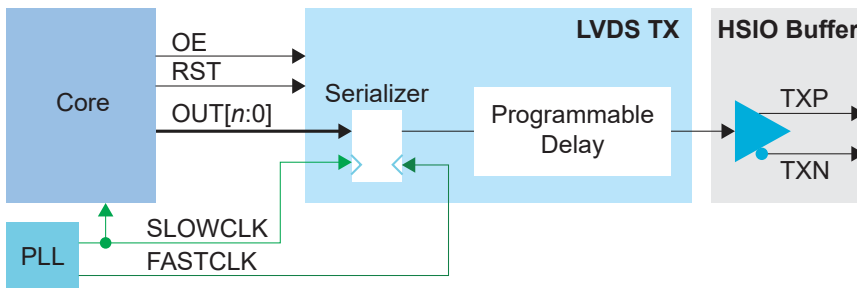 LVDS TX
HSIO Buffer
OE
RST
OUT[n:0]
Core
Serializer
Programmable
Delay
TXP
TXN
PLL
SLOWCLK
FASTCLK